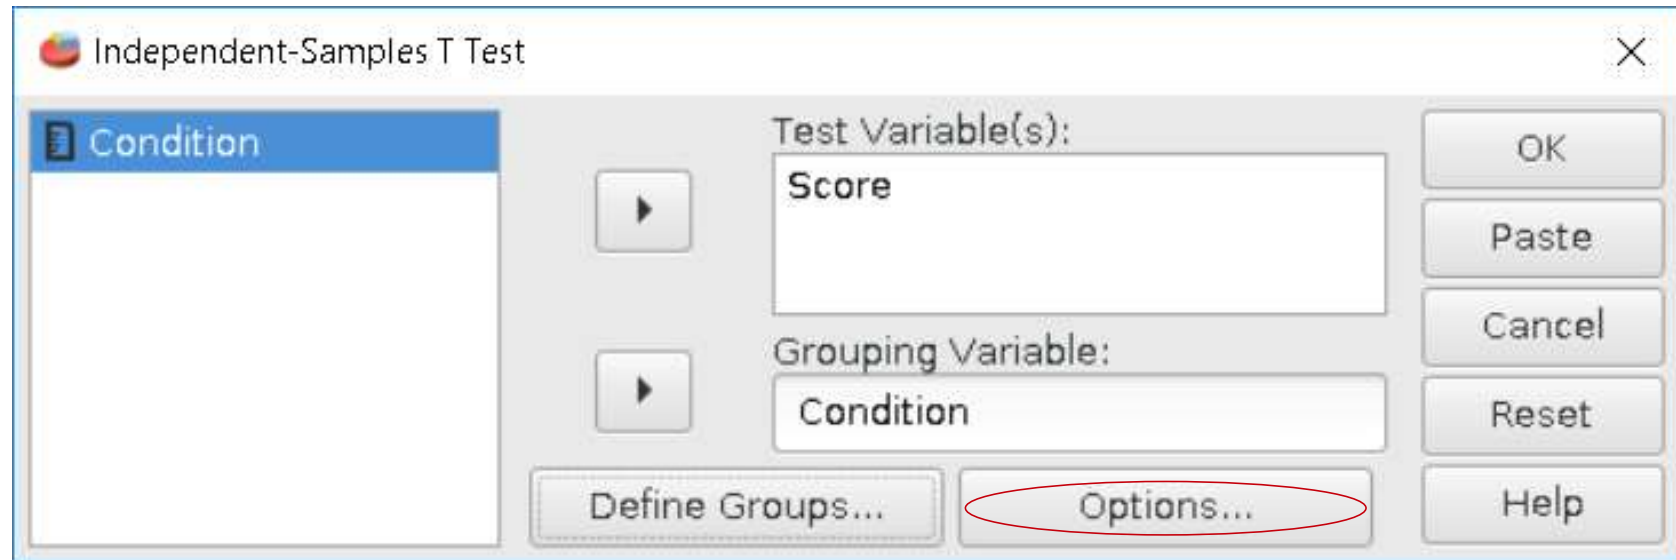 Independent-Samples T Test
Condition
Test Variable(s):
Score
Grouping Variable:
Condition
Define Groups...
Options...
OK
Paste
Cancel
Reset
Help